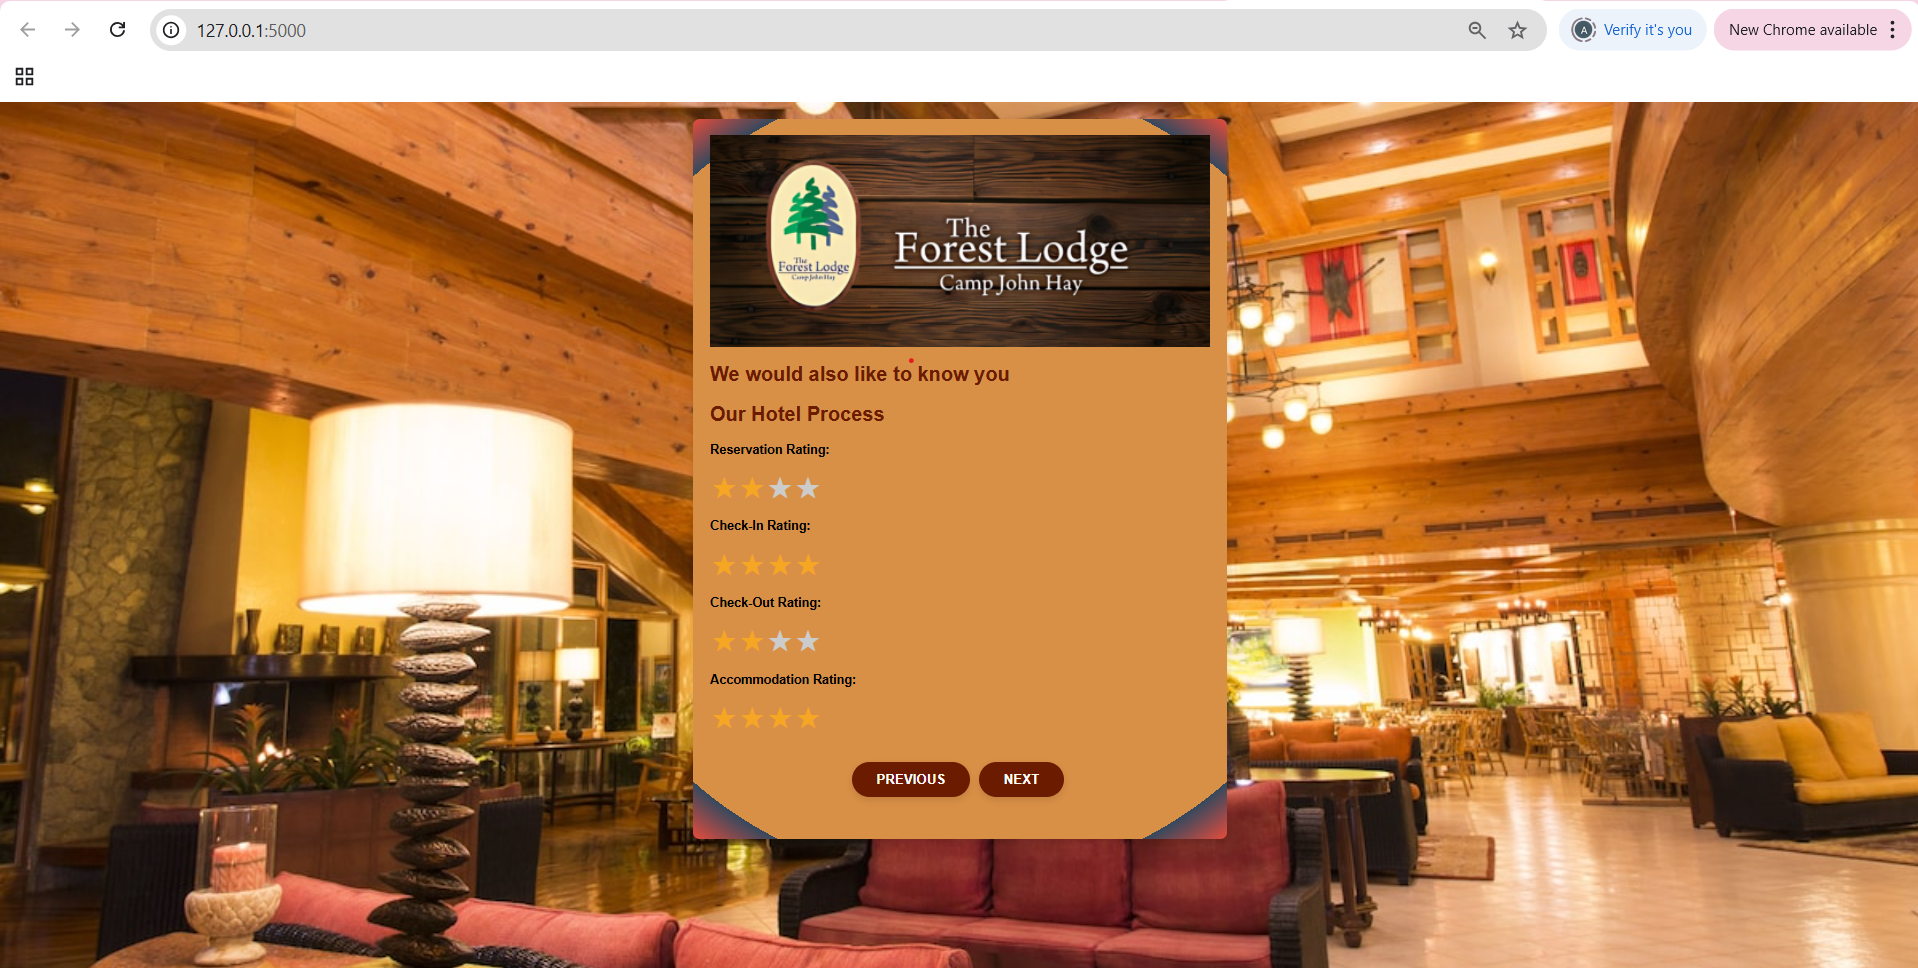 127.0.0.1:5000
A
Verify it's you
New Chrome available
The
Forest Lodge
Camp John Hay
The
Forest Lodge
Camp John Hay
We would also like to know you
Our Hotel Process
Reservation Rating:
Check-In Rating:
Check-Out Rating:
Accommodation Rating:
PREVIOUS
NEXT